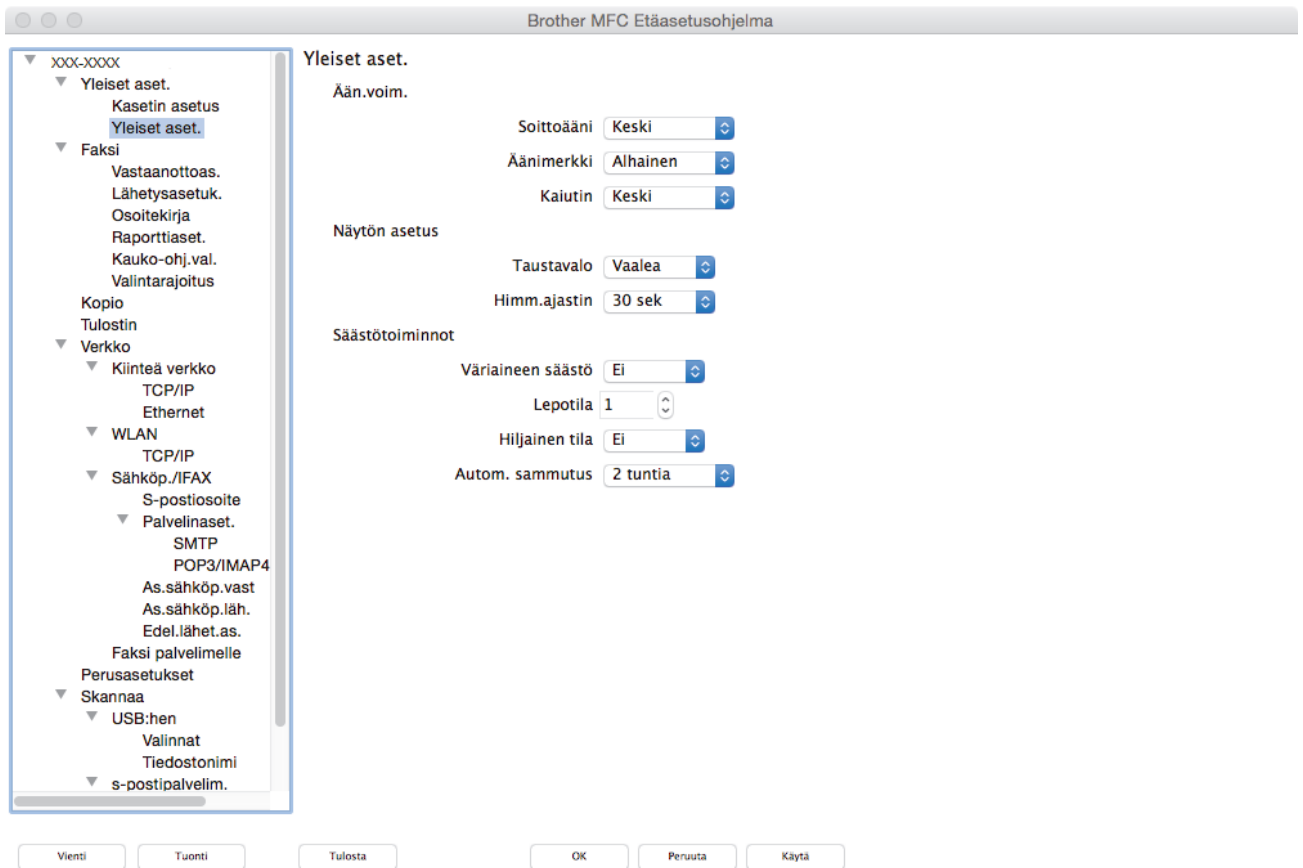 Brother MFC Etäasetusohjelma
XXX-XXXX
Yleiset aset.
Kasetin asetus
Yleiset aset.
Faksi
Vastaanottoas.
Lähetysasetuk.
Osoitekirja
Raporttiaset.
Kauko-ohj.val.
Valintarajoitus
Kopio
Tulostin
Verkko
Kiinteä verkko
TCP/IP
Ethernet
WLAN
TCP/IP
Sähköp./IFAX
S-postiosoite
Palvelinaset.
SMTP
POP3/IMAP4
As.sähköp.vast
As.sähköp.läh.
Edel.lähet.as.
Faksi palvelimelle
Perusasetukset
Skannaa
USB:hen
Valinnat
Tiedostonimi
s-postipalvelim.
Yleiset aset.
Ään.voim.
Soittoääni Keski
Äänimerkki Alhainen
Kaiutin Keski
Näytön asetus
Taustavalo Vaalea
Himm.ajastin 30 sek
Säästötoiminnot
Väriaineen säästö Ei
Lepotila 1
Hiljainen tila Ei
Autom. sammutus 2 tuntia
Vienti Tuonti Tulosta OK Peruuta Käytä